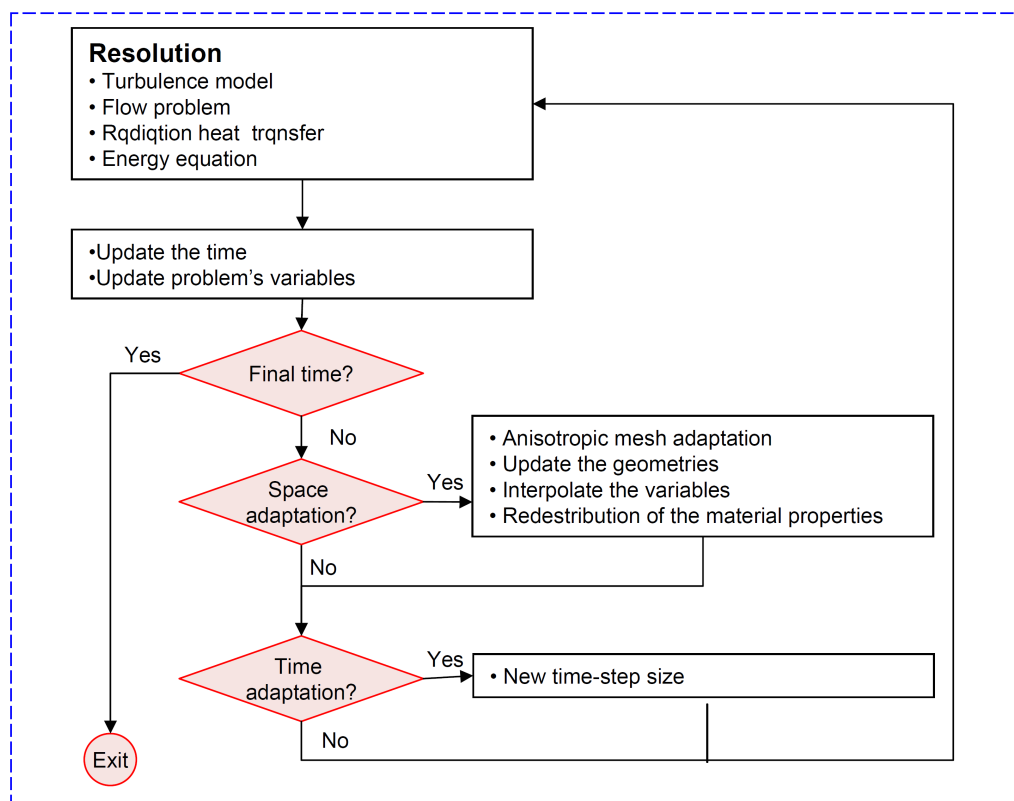 Resolution
• Turbulence model
• Flow problem
• Rqdiqtion heat trqnsfer
• Energy equation
•Update the time
•Update problem’s variables
Yes
Final time?
No
Space
adaptation?
Yes
• Anisotropic mesh adaptation
• Update the geometries
• Interpolate the variables
• Redestribution of the material properties
No
Time
adaptation?
Yes
• New time-step size
No
Exit